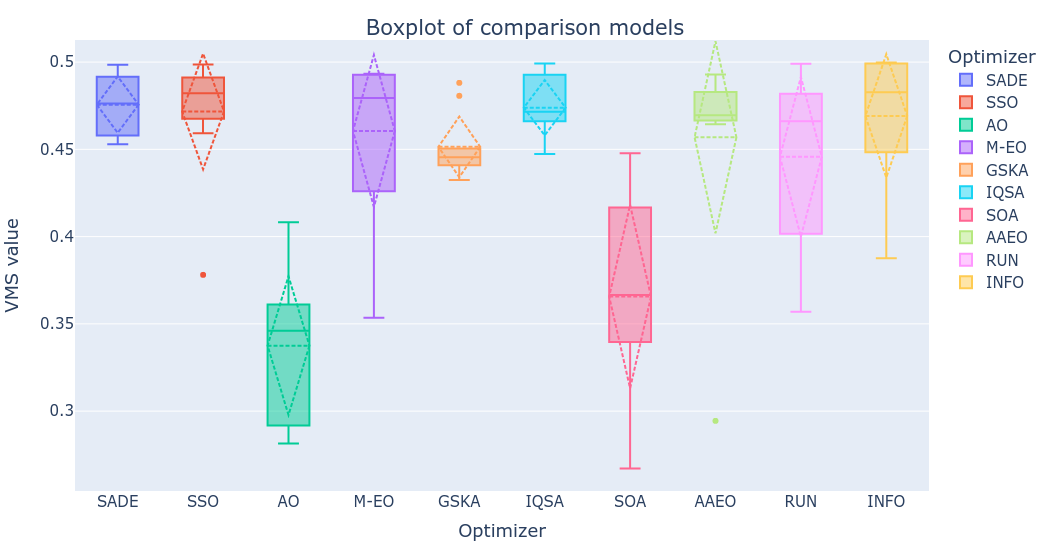 Boxplot of comparison models
VMS value
0.5
0.45
0.4
0.35
0.3
SADE
SSO
AO
M-EO
GSKA
IQSA
SOA
AAEO
RUN
INFO
Optimizer
Optimizer
SADE
SSO
AO
M-EO
GSKA
IQSA
SOA
AAEO
RUN
INFO